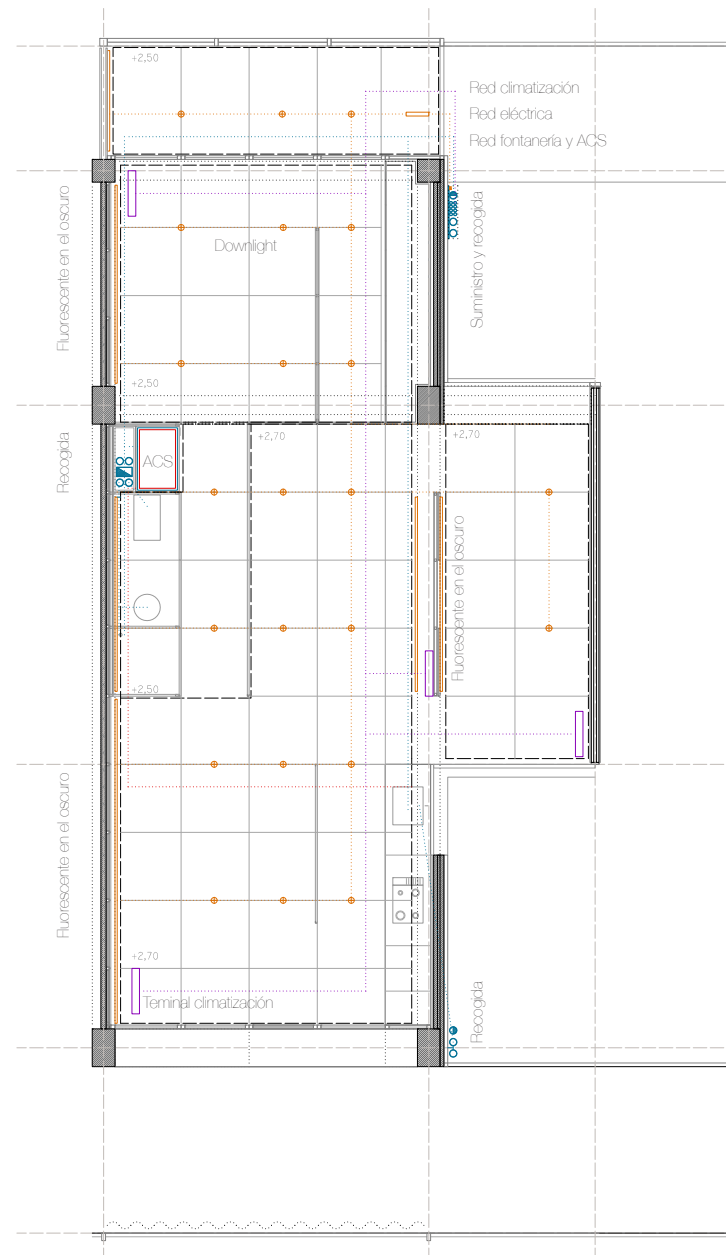 +2,50
Red climatización
Red eléctrica
Red fontanería y ACS
Fluorescente en el oscuro
Suministro y recogida
Downlight
+2,50
Recogida
+2,70
+2,70
ACS
Fluorescente en el oscuro
+2,50
Fluorescente en el oscuro
+2,70
Teminal climatización
Recogida